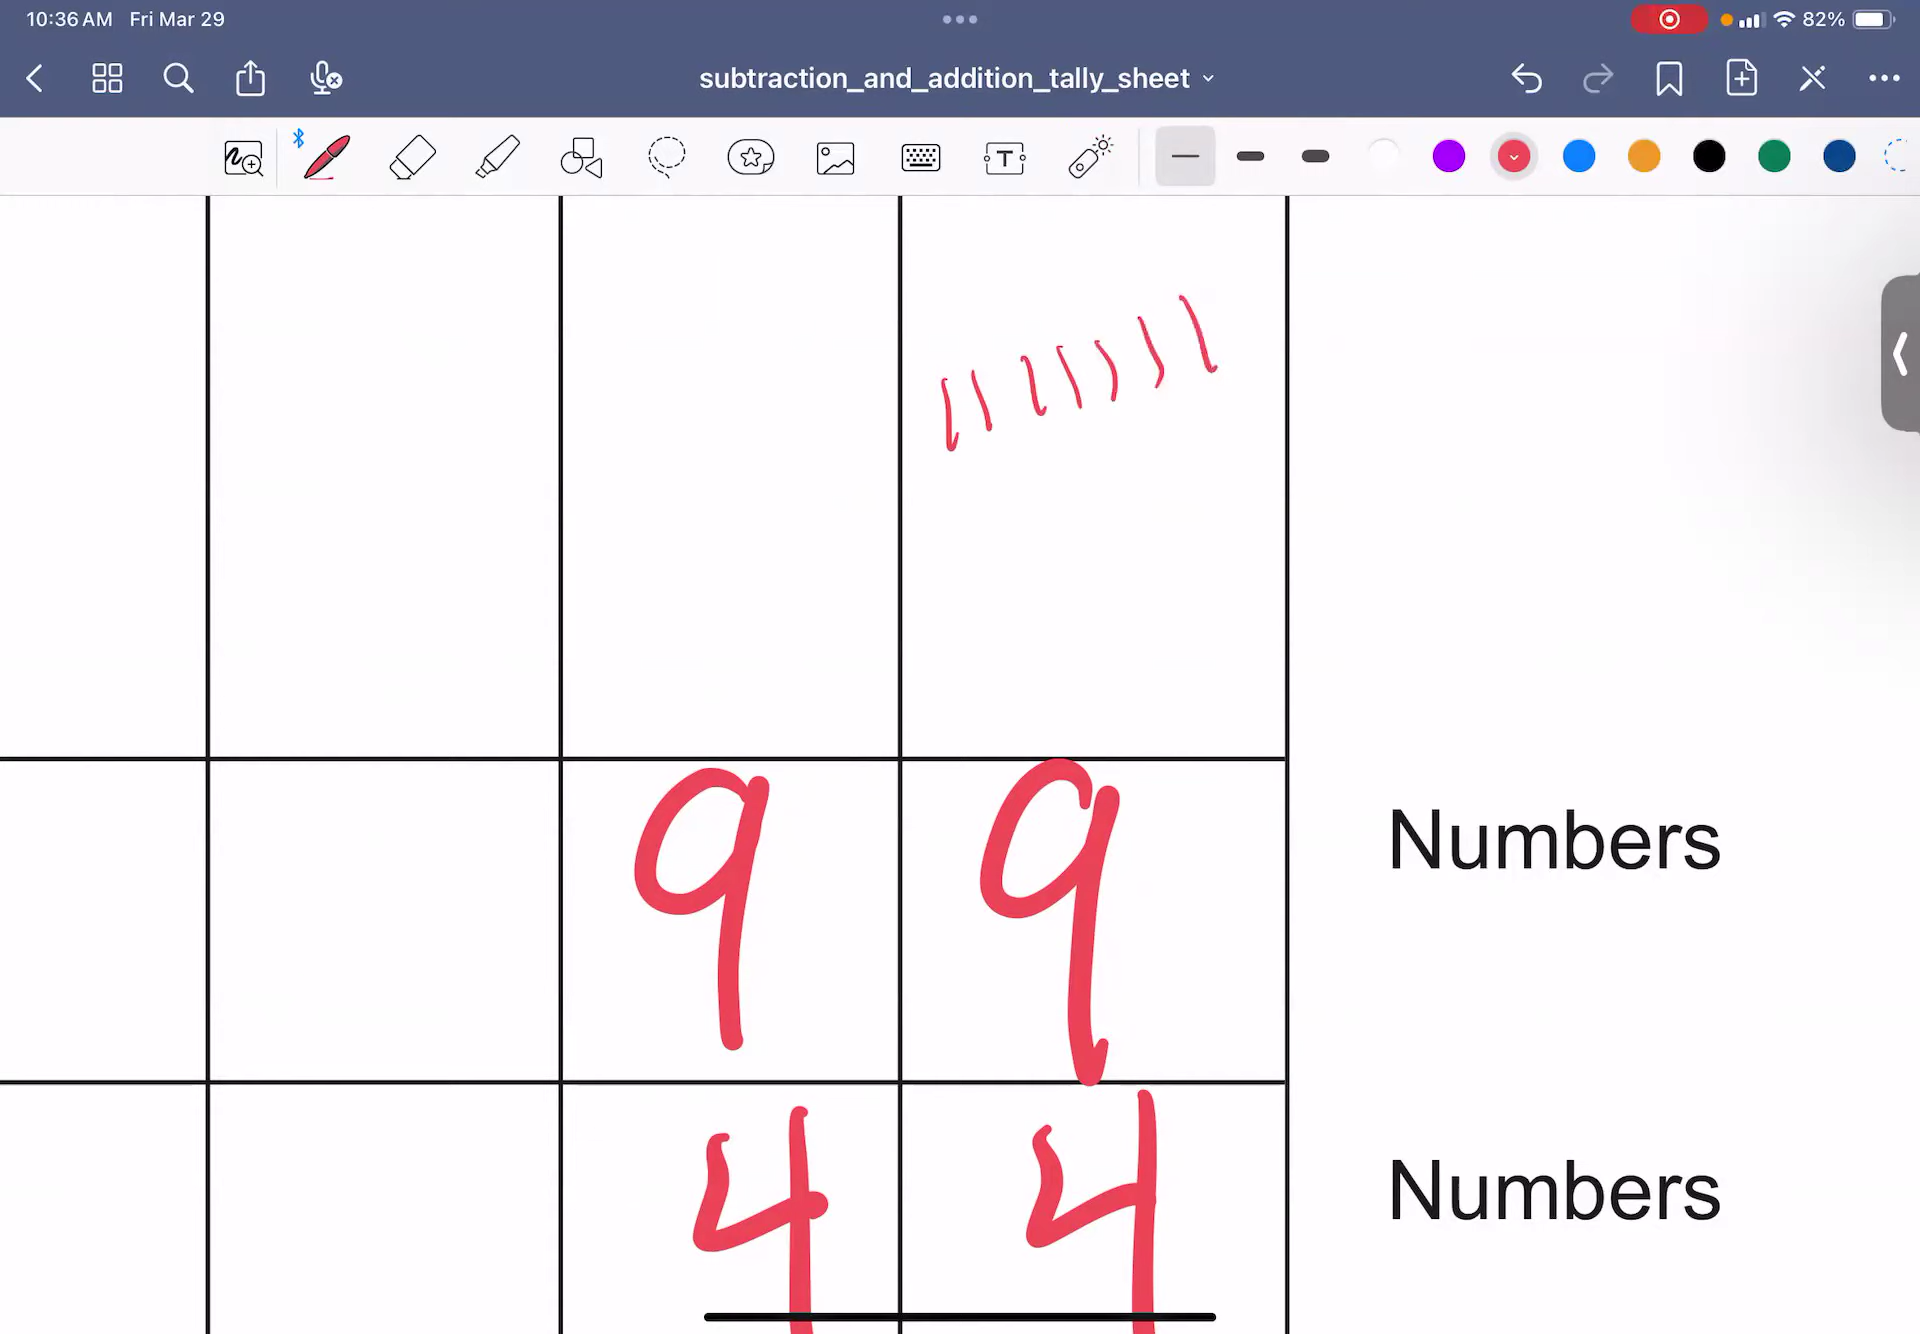 10:36 AM Fri Mar 29 82%
subtraction_and_addition_tally_sheet
T
9 9 Numbers
4 4 Numbers